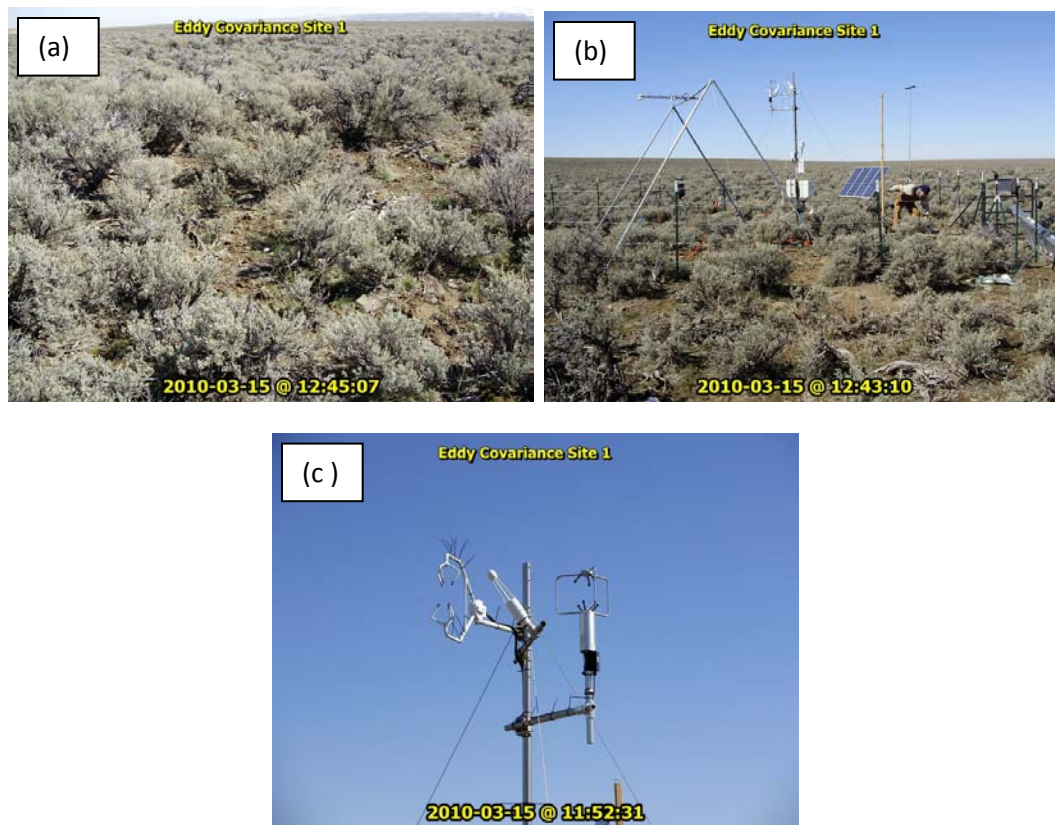 (a)
Eddy Covariance Site 1
2010-03-15 @ 12:45:07
(b)
Eddy Covariance Site 1
2010-03-15 @ 12:43:10
(c )
Eddy Covariance Site 1
2010-03-15 @ 11:52:31